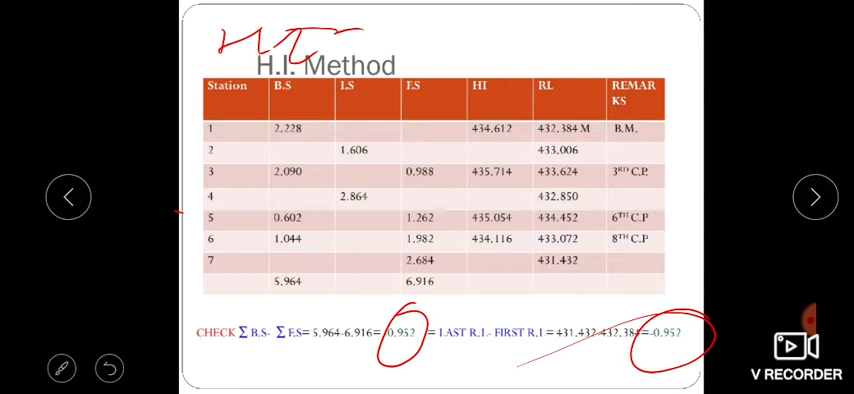 HI
H.I. Method
Station B.S I.S F.S HI RL REMAR
KS
1 2.228 434.612 432.384 M B.M.
2 1.606 433.006
3 2.090 0.988 435.714 433.624 3RD C.P.
4 2.864 432.850
5 0.602 1.262 435.054 434.452 6TH C.P
6 1.044 1.982 434.116 433.072 8TH C.P
7 2.684 431.432
5.964 6.916
CHECK ∑ B.S- ∑ F.S= 5.964-6.916= -0.952 = LAST R.L- FIRST R.L= 431.432-432.384=-0.952
V RECORDER